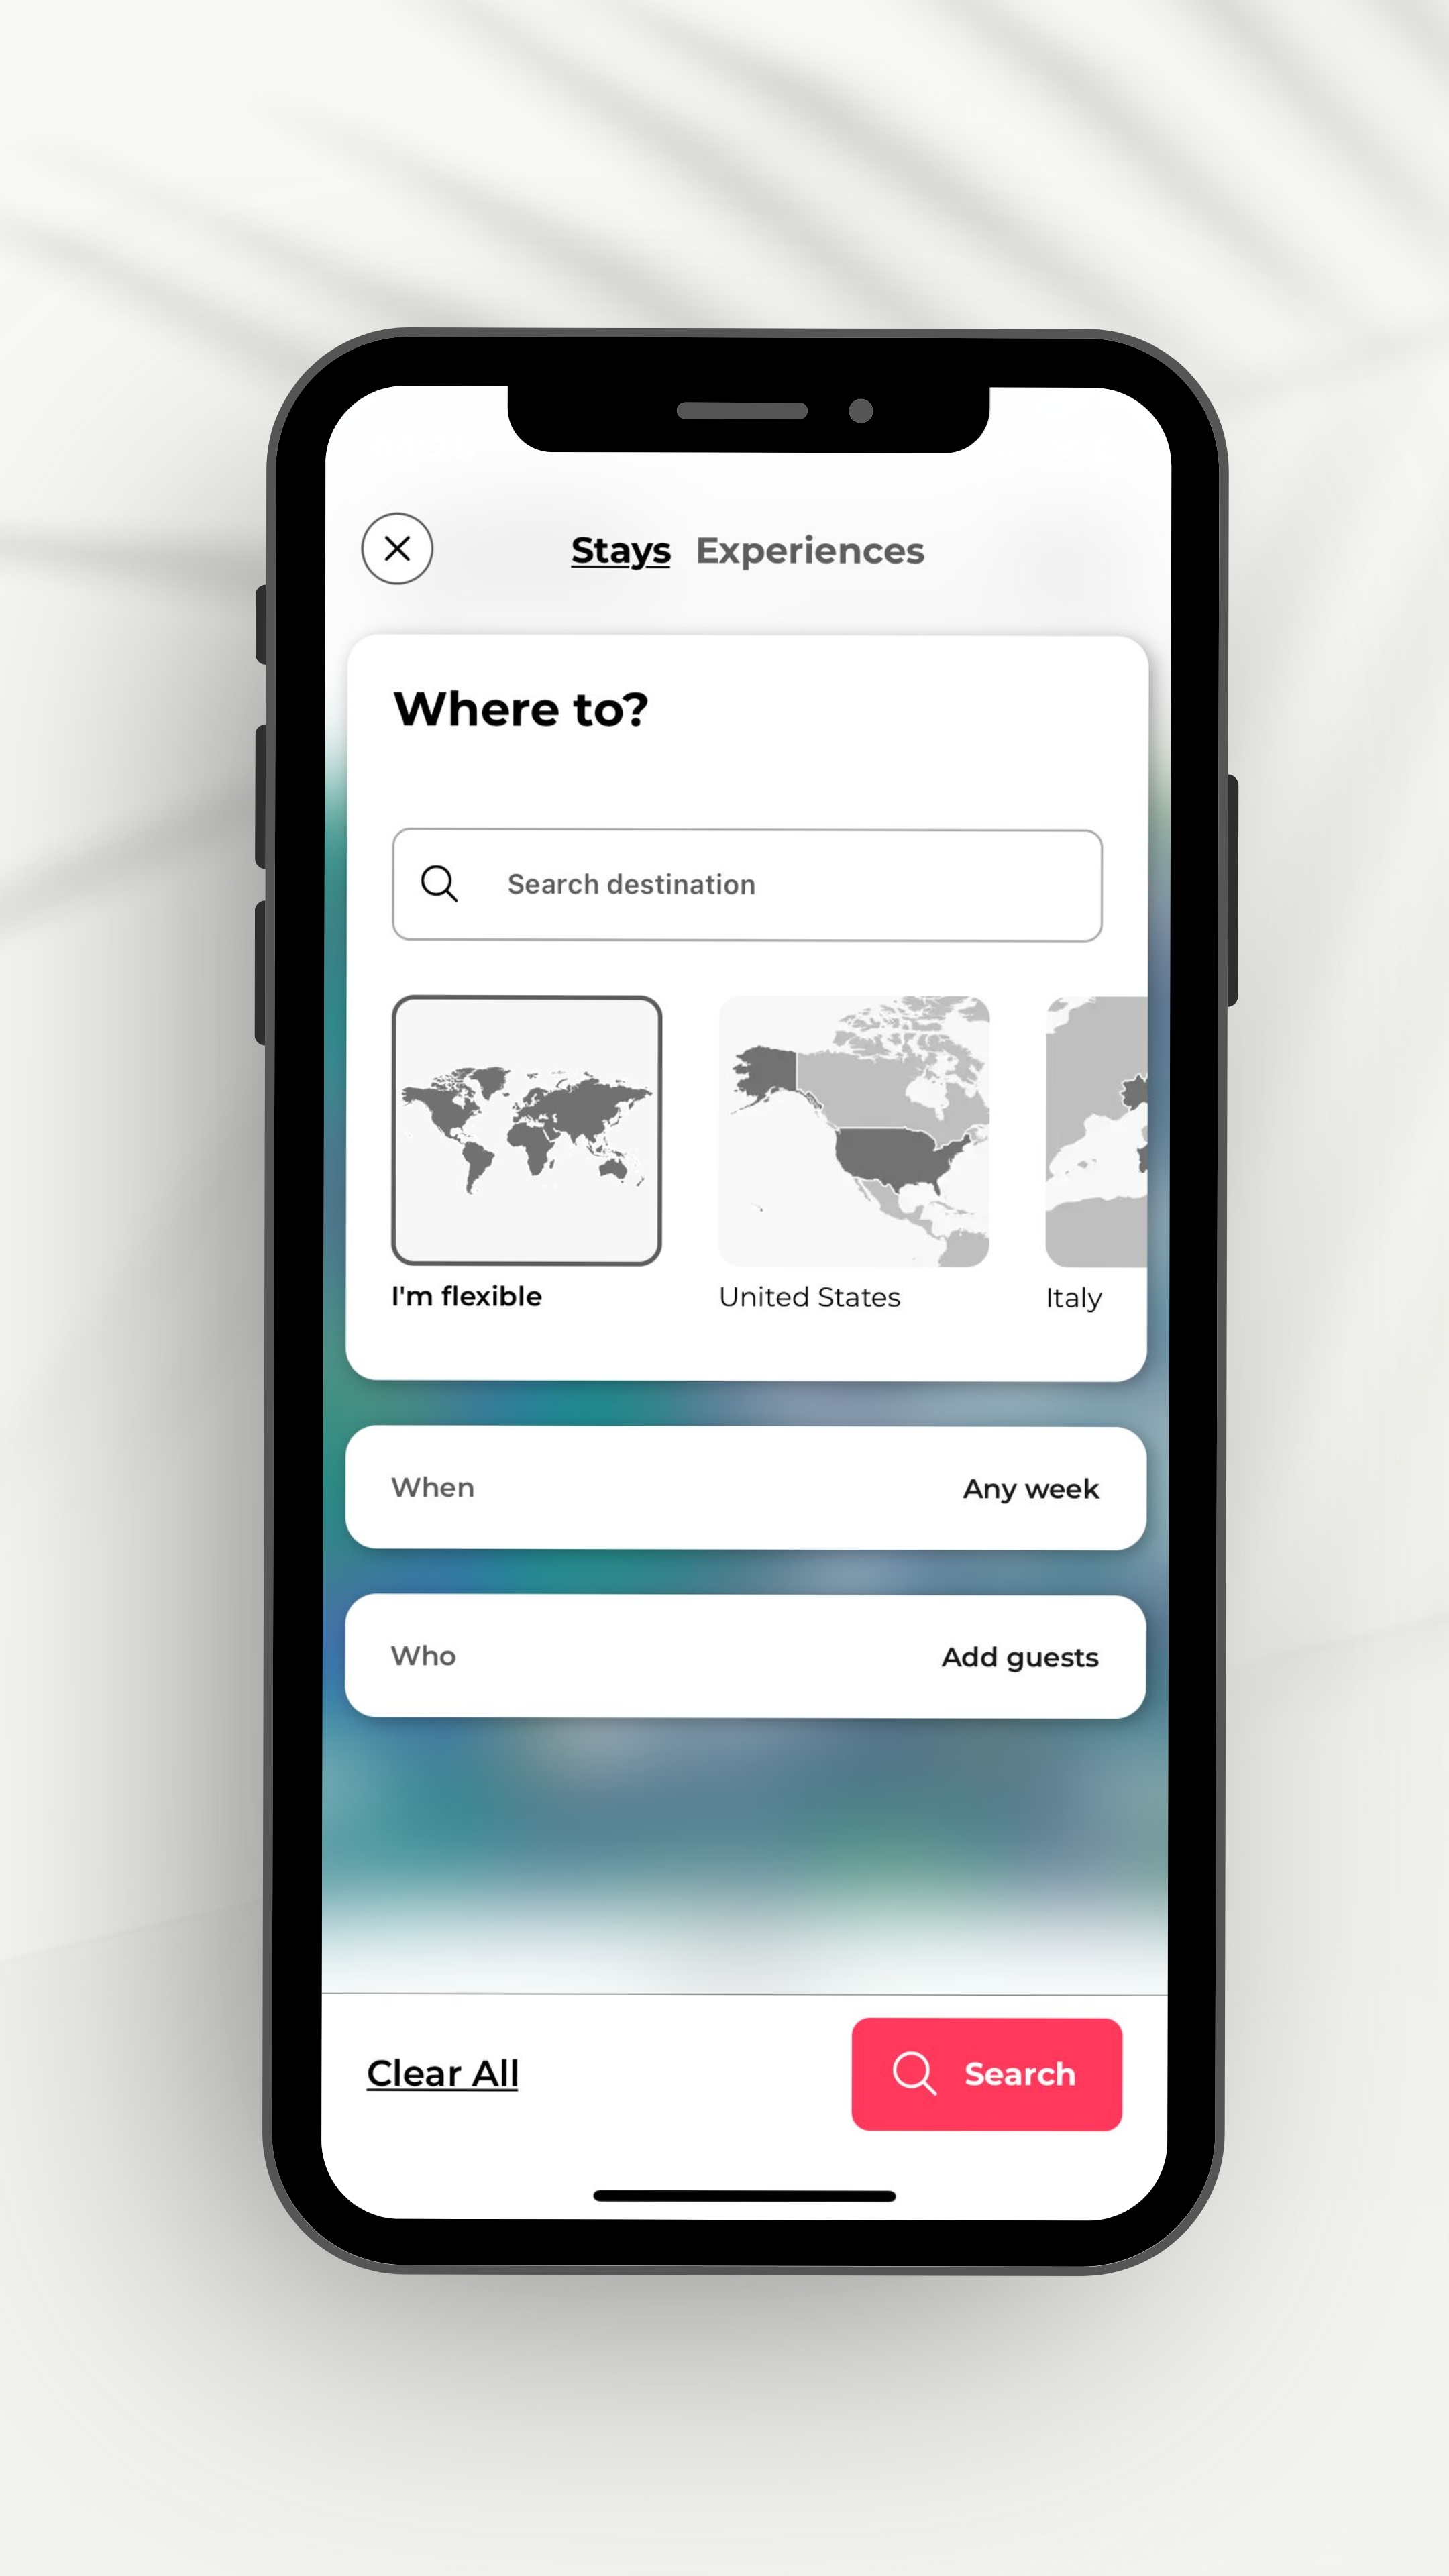 Stays Experiences
Where to?
Search destination
I'm flexible
United States
Italy
When Any week
Who Add guests
Clear All
Search